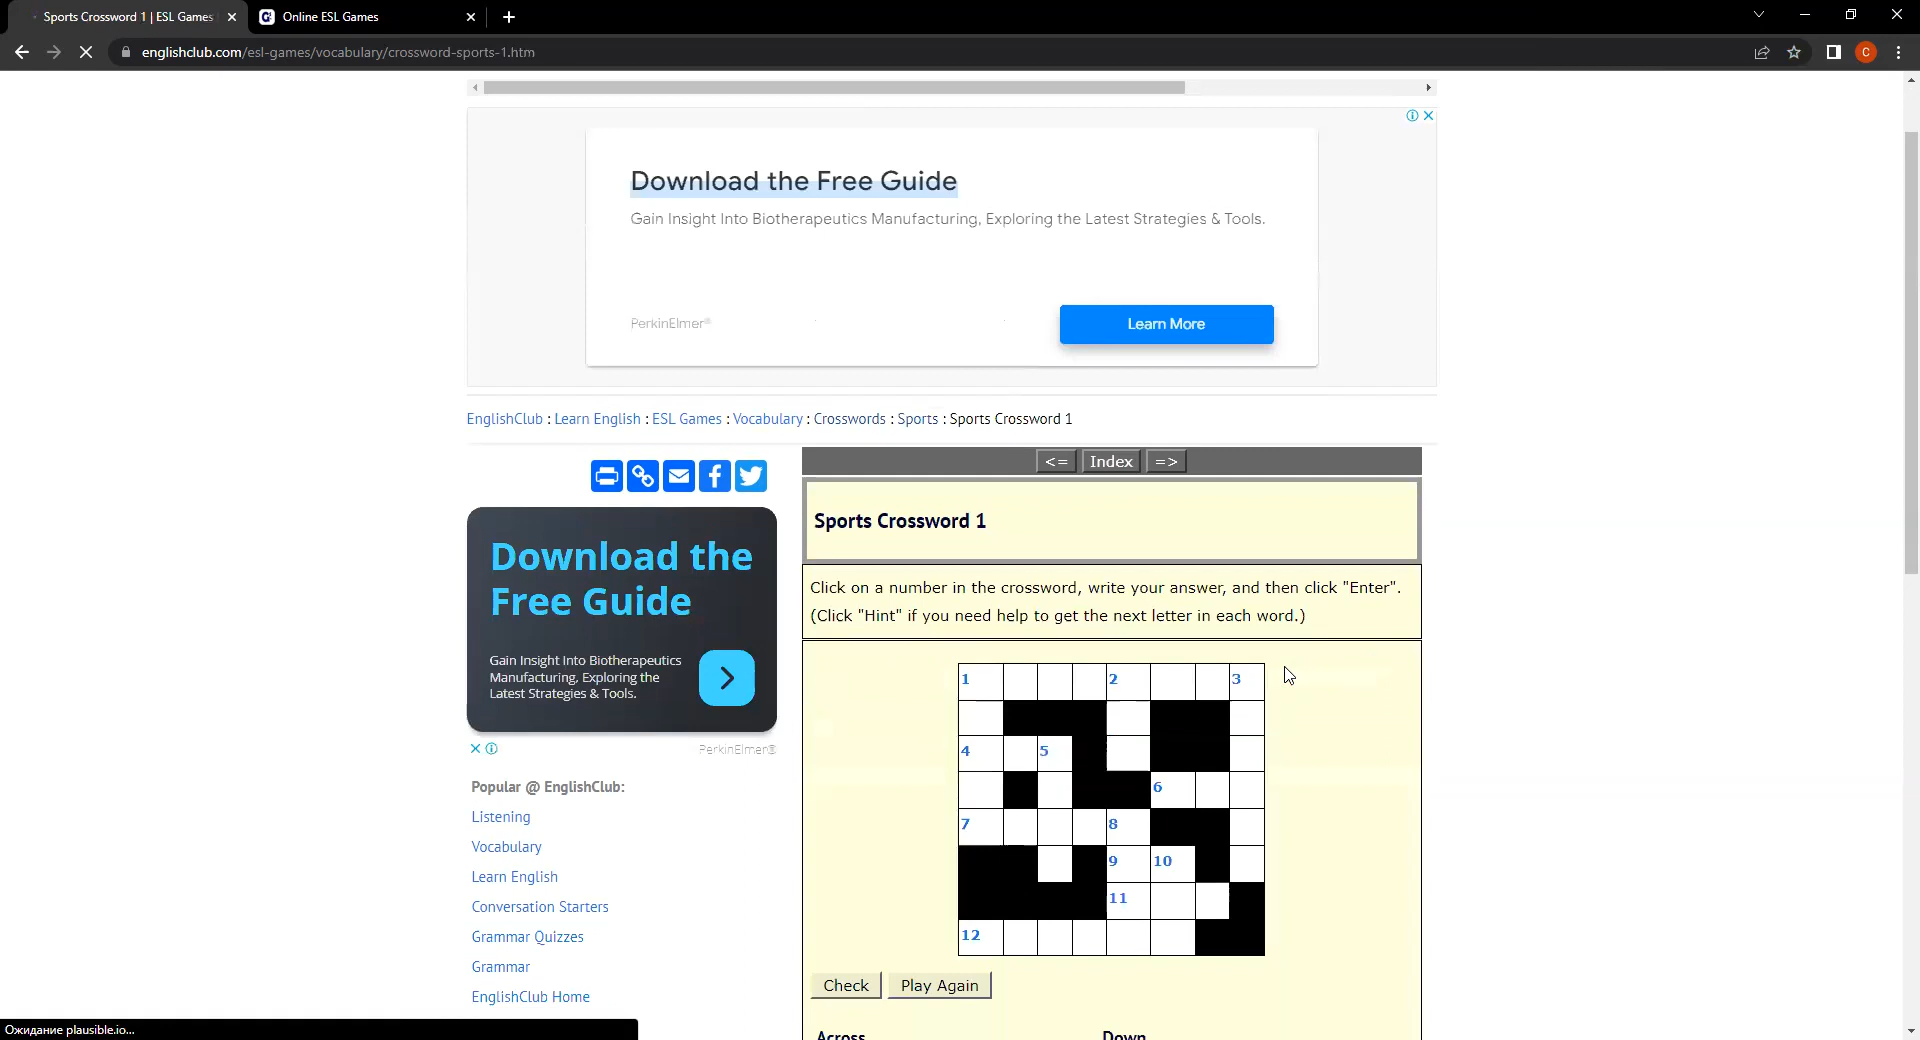 Sports Crossword 1 | ESL Games
Online ESL Games
englishclub.com/esl-games/vocabulary/crossword-sports-1.htm
C
Download the Free Guide
Gain Insight Into Biotherapeutics Manufacturing, Exploring the Latest Strategies & Tools.
PerkinElmer®
Learn More
EnglishClub : Learn English : ESL Games : Vocabulary : Crosswords : Sports : Sports Crossword 1
<= Index =>
Sports Crossword 1
Click on a number in the crossword, write your answer, and then click "Enter".
(Click "Hint" if you need help to get the next letter in each word.)
Download the
Free Guide
Gain Insight Into Biotherapeutics
Manufacturing, Exploring the
Latest Strategies & Tools.
PerkinElmer®
Popular @ EnglishClub:
Listening
Vocabulary
Learn English
Conversation Starters
Grammar Quizzes
Grammar
EnglishClub Home
1 2 3
4 5
6
7 8
9 10
11
12
Check Play Again
Across Down
Ожидание plausible.io...